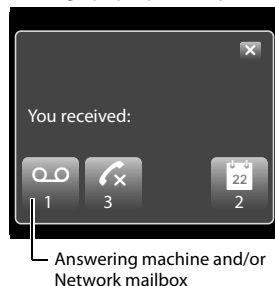 You received:
22
1 3 2
Answering machine and/or
Network mailbox